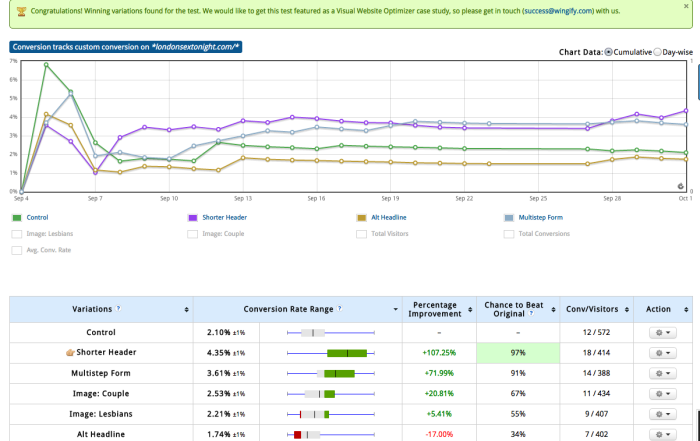 Congratulations! Winning variations found for the test. We would like to get this test featured as a Visual Website Optimizer case study, so please get in touch (success@wingify.com) with us.
×
Conversion tracks custom conversion on *londonsextonight.com/*
Chart Data: Cumulative Day-wise
7%
6%
5%
4%
3%
2%
1%
0%
1
0
Sep 4 Sep 7 Sep 10 Sep 13 Sep 16 Sep 19 Sep 22 Sep 25 Sep 28 Oct 1
Control Shorter Header Alt Headline Multistep Form
Image: Lesbians Image: Couple Total Visitors Total Conversions
Avg. Conv. Rate
Variations ? Conversion Rate Range ? Percentage Improvement Chance to Beat Original ? Conv/Visitors Action
Control 2.10% ±1% – – 12 / 572
Shorter Header 4.35% ±1% +107.25% 97% 18 / 414
Multistep Form 3.61% ±1% +71.99% 91% 14 / 388
Image: Couple 2.53% ±1% +20.81% 67% 11 / 434
Image: Lesbians 2.21% ±1% +5.41% 55% 9 / 407
Alt Headline 1.74% ±1% -17.00% 34% 7 / 402